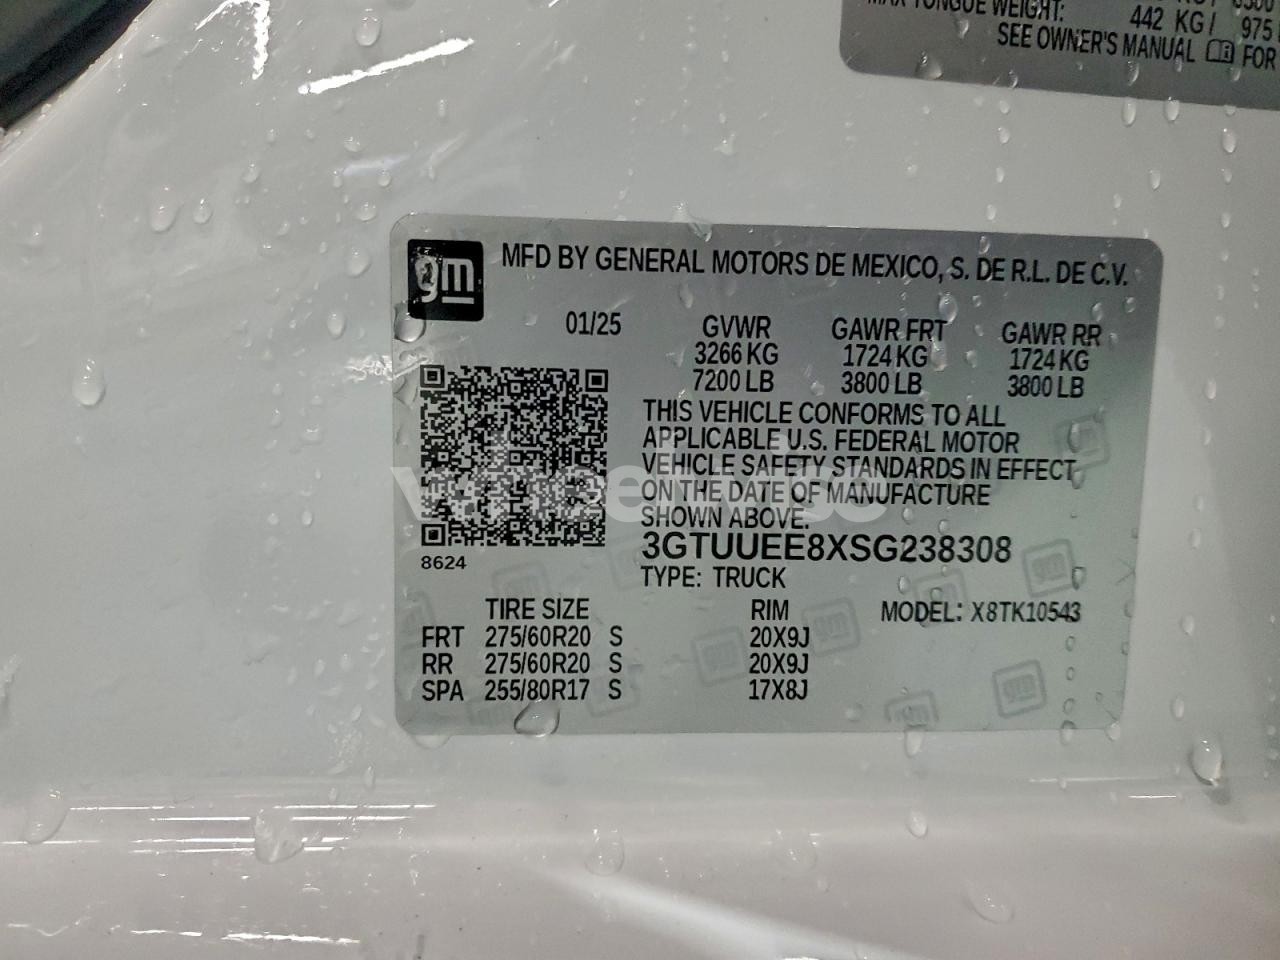 MAX TONGUE WEIGHT: 442 KG/ 975
SEE OWNER'S MANUAL FOR
gm
MFD BY GENERAL MOTORS DE MEXICO, S. DE R.L. DE C.V.
01/25 GVWR GAWR FRT GAWR RR
3266 KG 1724 KG 1724 KG
7200 LB 3800 LB 3800 LB
THIS VEHICLE CONFORMS TO ALL
APPLICABLE U.S. FEDERAL MOTOR
VEHICLE SAFETY STANDARDS IN EFFECT
ON THE DATE OF MANUFACTURE
SHOWN ABOVE.
3GTUUEE8XSG238308
8624
TYPE: TRUCK
TIRE SIZE RIM MODEL: X8TK10543
FRT 275/60R20 S 20X9J
RR 275/60R20 S 20X9J
SPA 255/80R17 S 17X8J